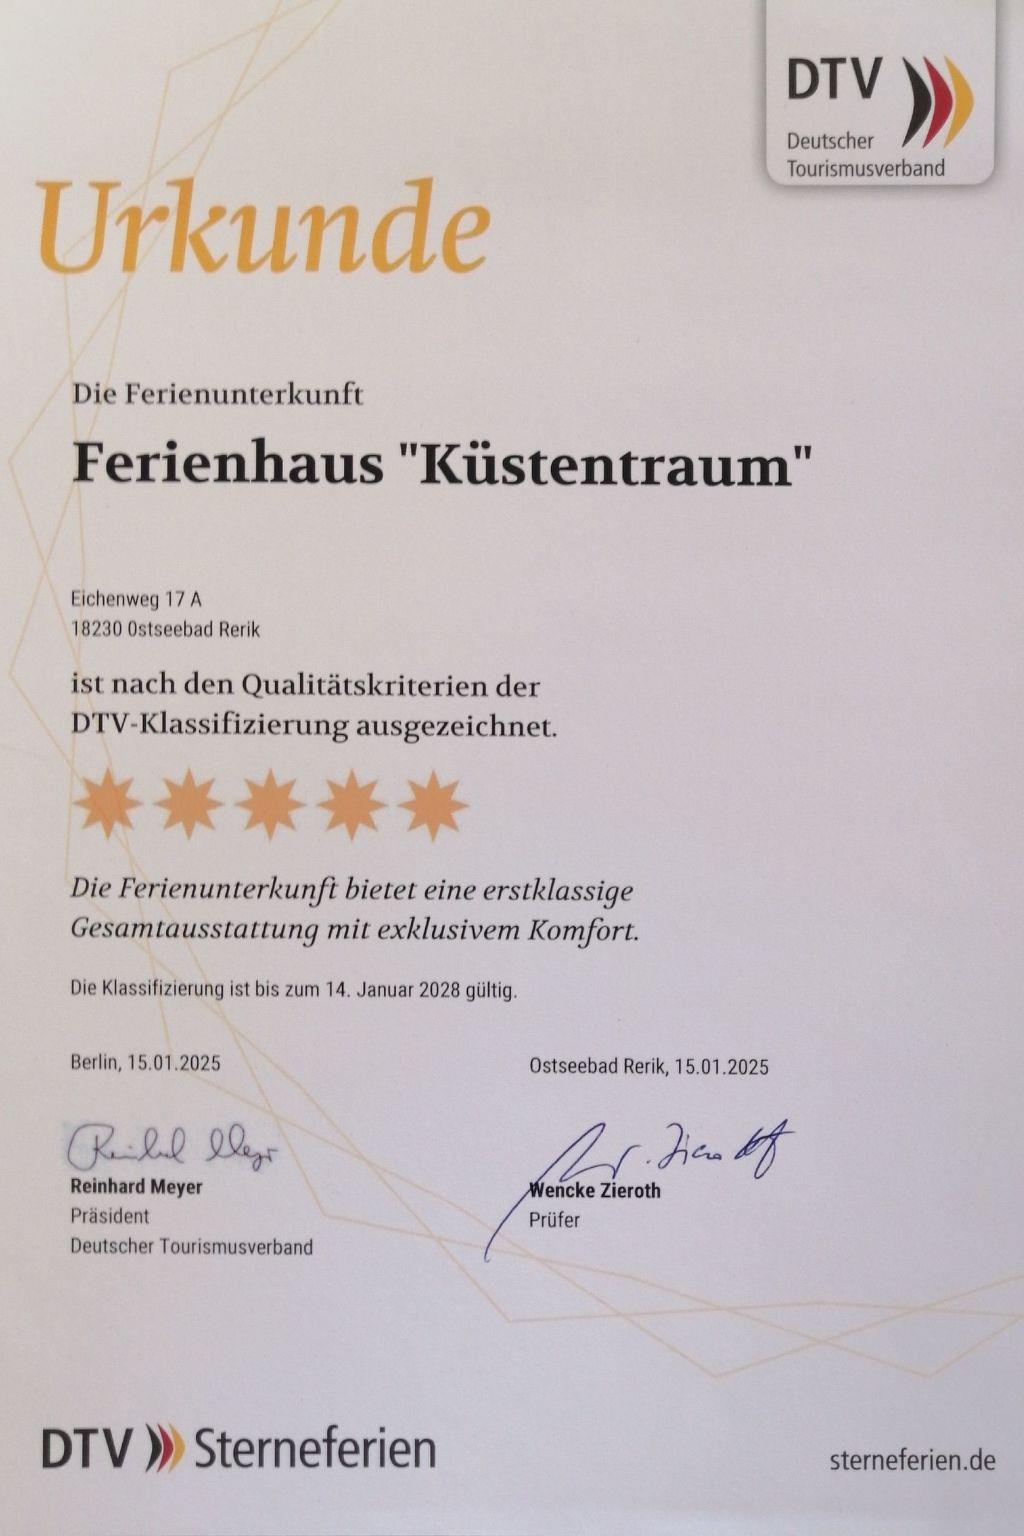 DTV
Deutscher
Tourismusverband
Urkunde
Die Ferienunterkunft
Ferienhaus "Küstentraum"
Eichenweg 17 A
18230 Ostseebad Rerik
ist nach den Qualitätskriterien der
DTV-Klassifizierung ausgezeichnet.
Die Ferienunterkunft bietet eine erstklassige
Gesamtausstattung mit exklusivem Komfort.
Die Klassifizierung ist bis zum 14. Januar 2028 gültig.
Berlin, 15.01.2025
Ostseebad Rerik, 15.01.2025
Reinhard Meyer
W. Zieroth
Reinhard Meyer
Präsident
Deutscher Tourismusverband
Wencke Zieroth
Prüfer
DTV Sterneferien
sterneferien.de